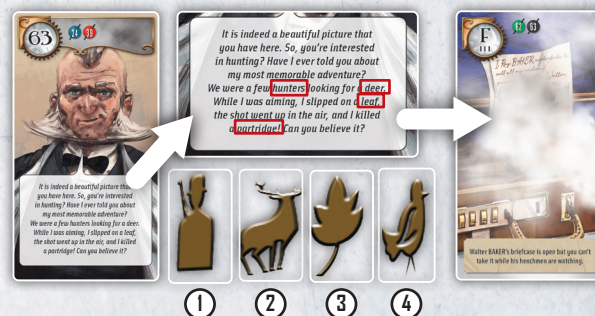 63
24
99
It is indeed a beautiful picture that
you have here. So, you're interested
in hunting? Have I ever told you about
my most memorable adventure?
We were a few hunters looking for a deer.
While I was aiming, I slipped on a leaf,
the shot went up in the air, and I killed
a partridge! Can you believe it?
It is indeed a beautiful picture that
you have here. So, you're interested
in hunting? Have I ever told you about
my most memorable adventure?
We were a few hunters looking for a deer.
While I was aiming, I slipped on a leaf,
the shot went up in the air, and I killed
a partridge! Can you believe it?
1
2
3
4
F
III
62
63
BAKER
Walter BAKER's briefcase is open but you can't
take it while his henchmen are watching.